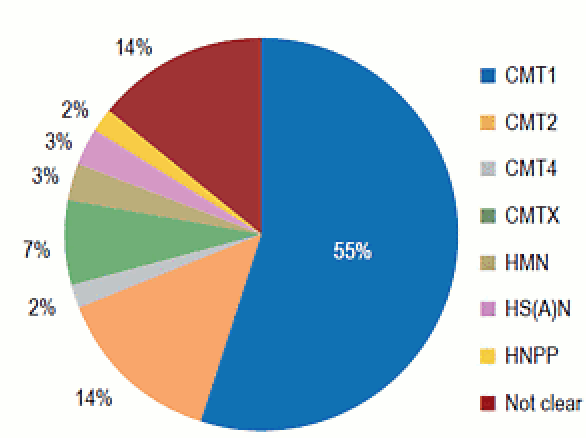 14%
2%
3%
3%
7%
2%
14%
55%
CMT1
CMT2
CMT4
CMTX
HMN
HS(A)N
HNPP
Not clear